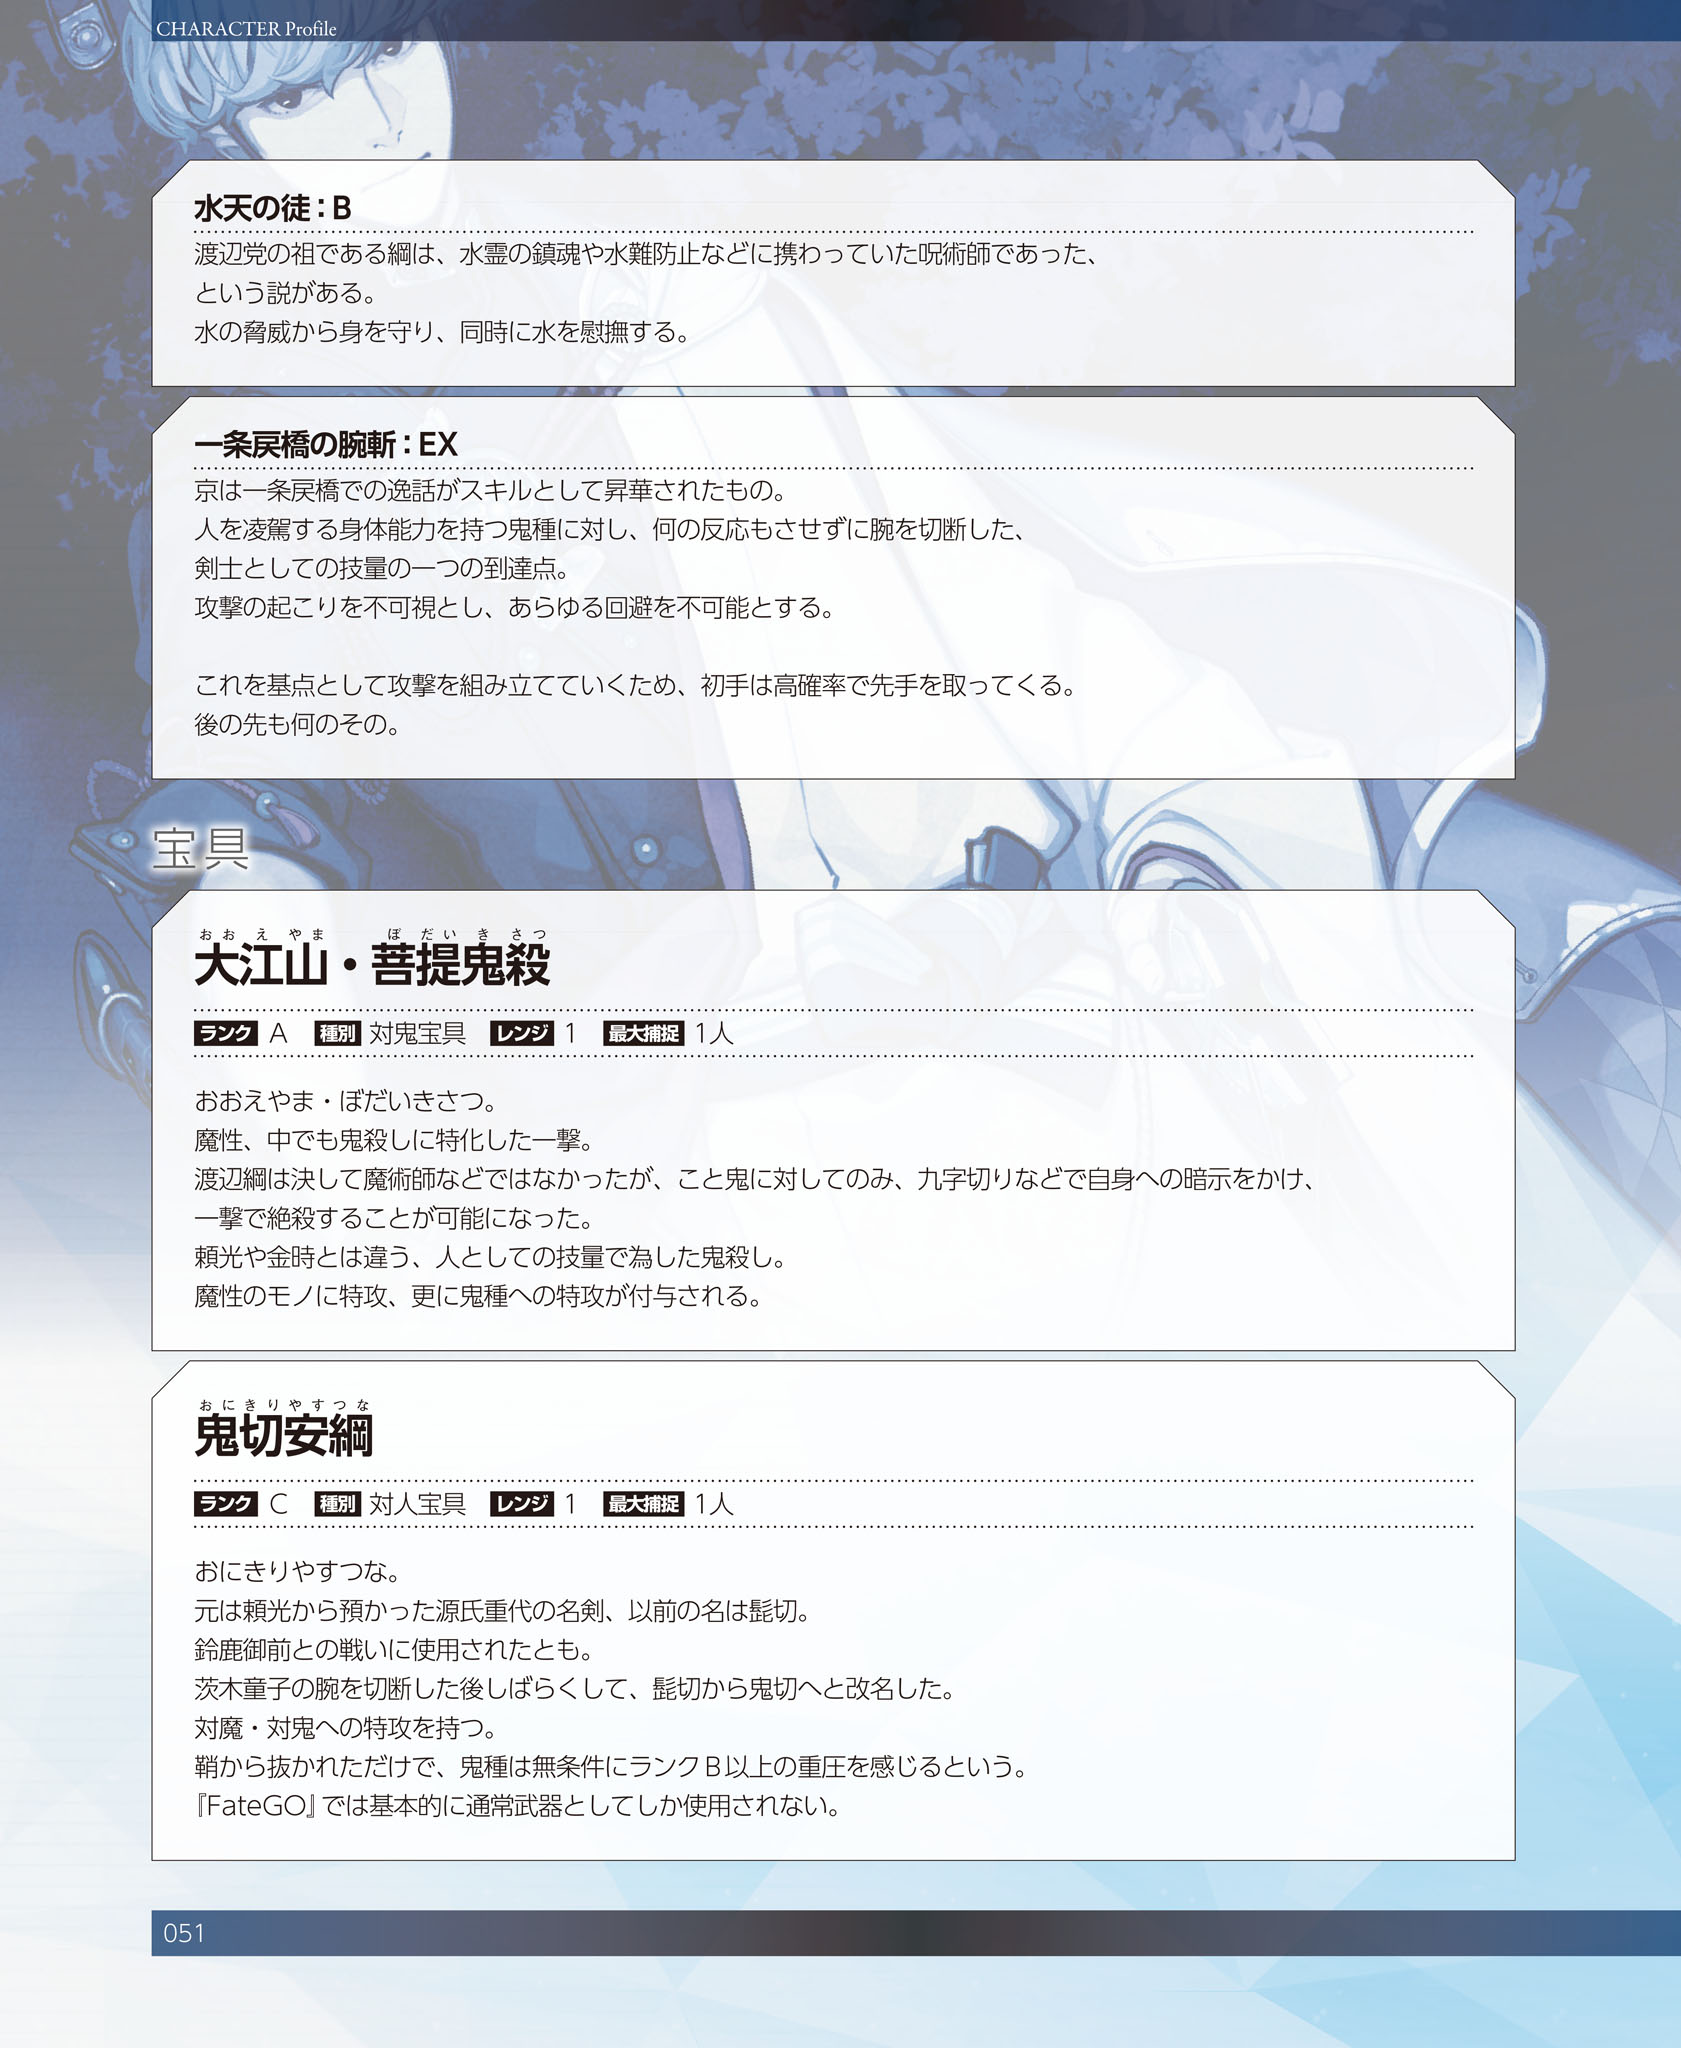 CHARACTER Profile
水天の徒：B
渡辺党の祖である綱は、水霊の鎮魂や水難防止などに携わっていた呪術師であった、
という説がある。
水の脅威から身を守り、同時に水を慰撫する。
一条戻橋の腕斬：EX
京は一条戻橋での逸話がスキルとして昇華されたもの。
人を凌駕する身体能力を持つ鬼種に対し、何の反応もさせずに腕を切断した、
剣士としての技量の一つの到達点。
攻撃の起こりを不可視とし、あらゆる回避を不可能とする。
これを基点として攻撃を組み立てていくため、初手は高確率で先手を取ってくる。
後の先も何のその。
宝具
おおえやま ぼだいきさつ
大江山・菩提鬼殺
ランク A 種別 対鬼宝具 レンジ 1 最大捕捉 1人
おおえやま・ぼだいきさつ。
魔性、中でも鬼殺しに特化した一撃。
渡辺綱は決して魔術師などではなかったが、こと鬼に対してのみ、九字切りなどで自身への暗示をかけ、
一撃で絶殺することが可能になった。
頼光や金時とは違う、人としての技量で為した鬼殺し。
魔性のモノに特攻、更に鬼種への特攻が付与される。
おにきりやすつな
鬼切安綱
ランク C 種別 対人宝具 レンジ 1 最大捕捉 1人
おにきりやすつな。
元は頼光から預かった源氏重代の名剣、以前の名は髭切。
鈴鹿御前との戦いに使用されたとも。
茨木童子の腕を切断した後しばらくして、髭切から鬼切へと改名した。
対魔・対鬼への特攻を持つ。
鞘から抜かれただけで、鬼種は無条件にランクB以上の重圧を感じるという。
『FateGO』では基本的に通常武器としてしか使用されない。
051